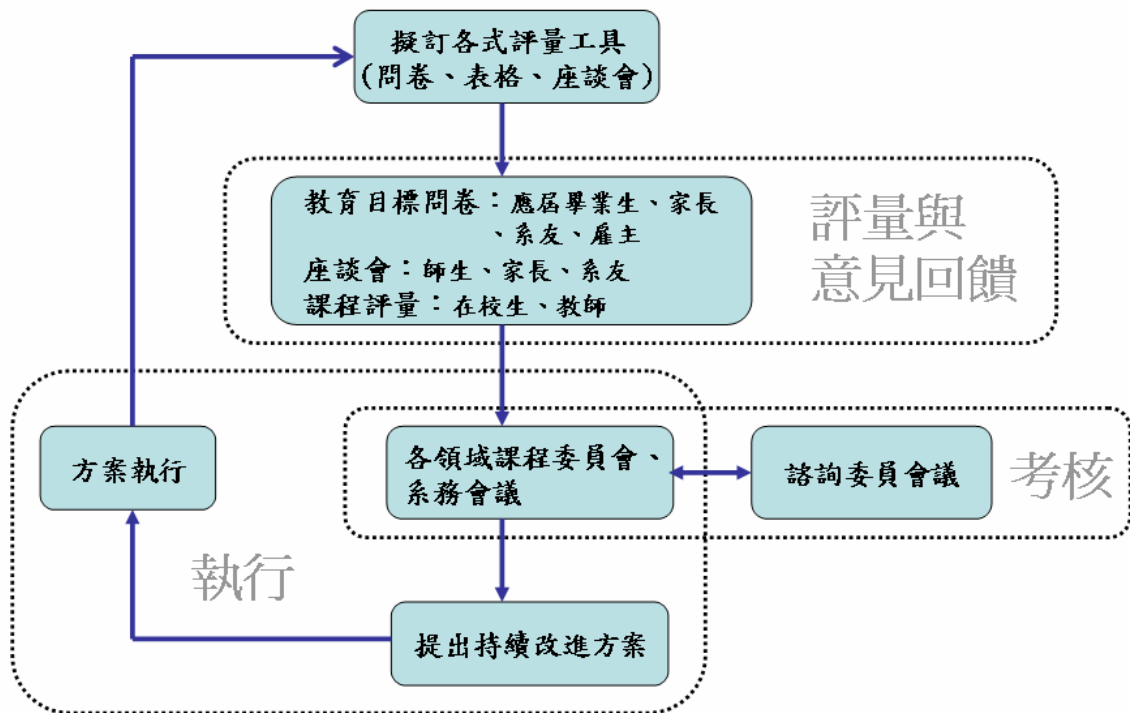 擬訂各式評量工具
(問卷、表格、座談會)
教育目標問卷：應屆畢業生、家長
、系友、雇主
座談會：師生、家長、系友
課程評量：在校生、教師
評量與
意見回饋
方案執行
各領域課程委員會、
系務會議
諮詢委員會議
考核
執行
提出持續改進方案